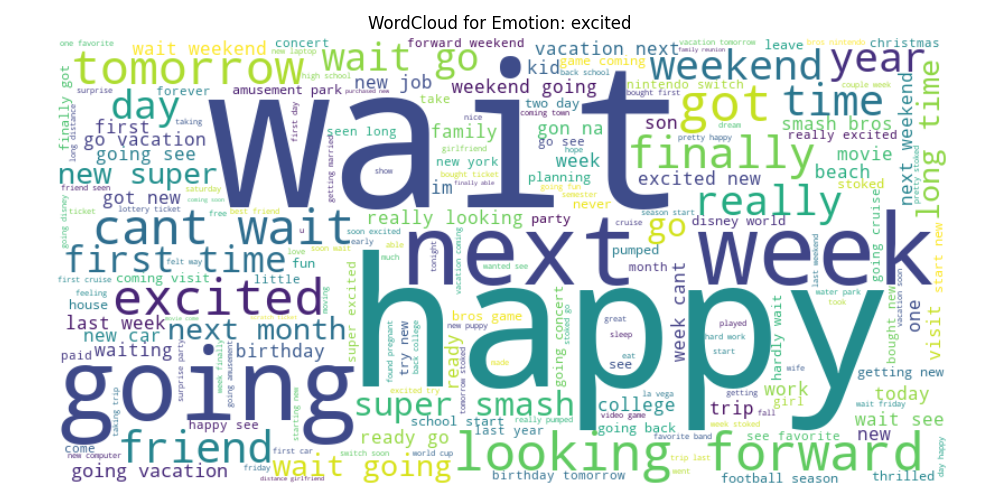 WordCloud for Emotion: excited
one favorite
wait weekend
concert
forward weekend
vacation next
vacation tomorrow
bros nintendo
christmas
tomorrow
wait go
game coming
family reunion
leave
weekend
year
new laptop
high school
back school
kid
surprise
forever
amusement park
purchased new
new job
weekend going
nintendo switch
bought first
couple week
got
time
day
finally got
long distance
taking
first
first day
take
two day
coming town
nice
go vacation
seen long
family
gon na
go see
son
dream
smash bros
really excited
next weekend
long time
pretty happy
going see
getting married
girlfriend
hope
new york
week
finally
movie
wait
new super
show
bought ticket
planning
excited new
beach
stoked
pretty stoked
friend seen
saturday
coming soon
im
finally able
going fun
semester
never
really
going disney
got new
lottery ticket
free
best friend
ticket
u
soon excited
early
really looking
party
cruise
season start
go
disney world
cant wait
love
soon wait
able
much
tonight
next week
vacation coming
wanted see
pumped
month
last weekend
going cruise
vacation soon
start new
first time
felt way
fun
coming visit
little
first cruise
feeling
house
moving
super excited
happy
water park
took
bought new
one
visit
excited
last week
next month
movie come
new car
bros game
new puppy
going concert
stoked go
great
sleep
played
hard work
start
week cant
hardly wait
paid
waiting
birthday
surprise party
week finally
going amusement
found pregnant
back college
try new
ready
tomorrow stoked
made
eat
see
wife
getting new
going
excited try
la vega
getting
work
girl
today
wait friday
taking trip
happy see
starting new
super smash
college
video game
trip
fall
week stoked
wait see
come
friend
school start
last year
really pumped
going back
favorite band
see favorite
new
new computer
first car
ready go
world cup
switch soon
looking forward
trip last
went
day happy
going vacation
friday
distance girlfriend
wait going
birthday tomorrow
football season
thrilled